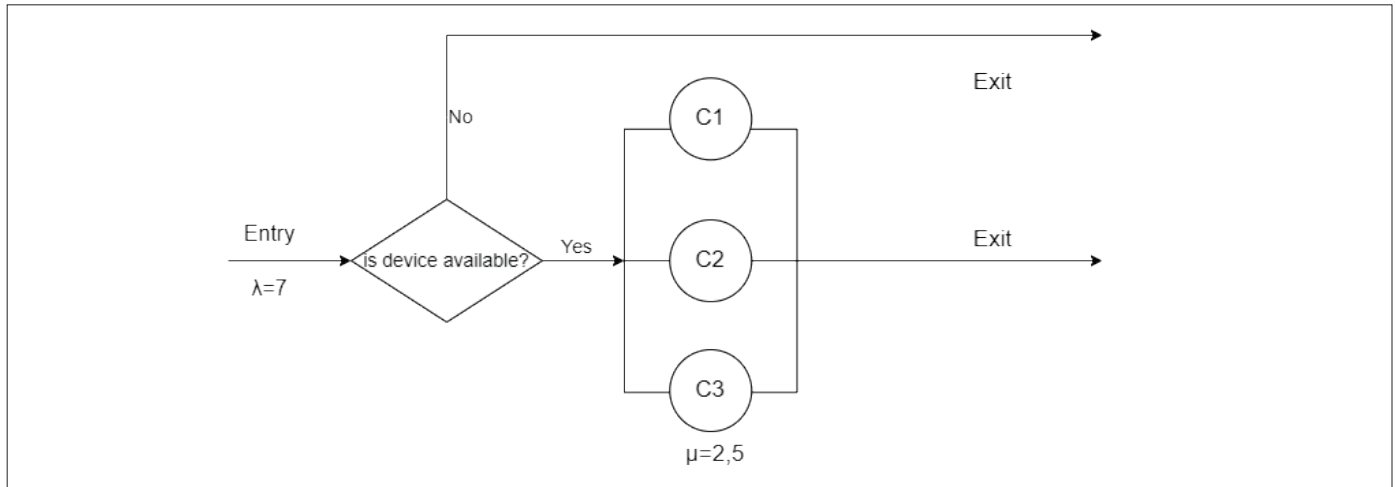 Exit
No
C1
Entry
λ=7
is device available?
Yes
C2
Exit
C3
μ=2,5